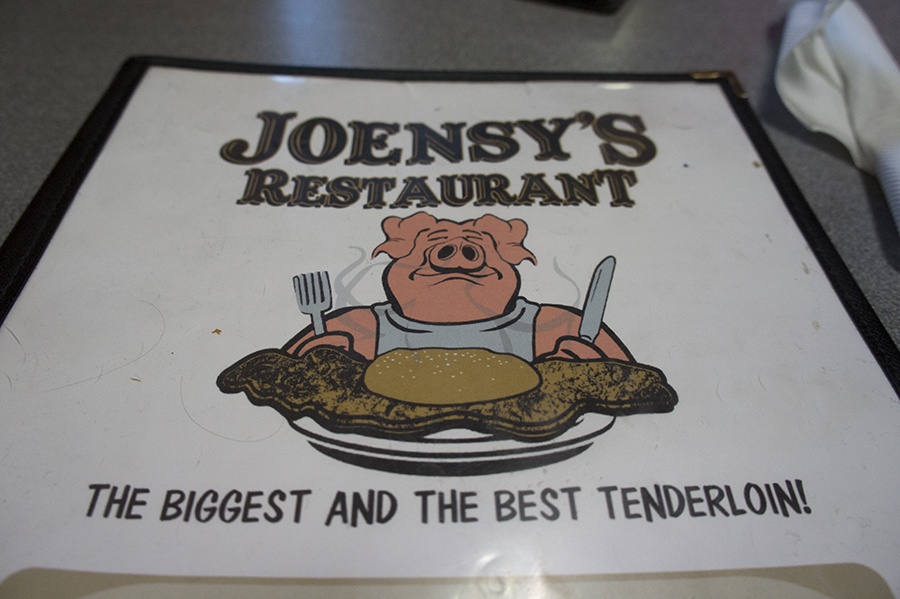 JOENSY'S
RESTAURANT
THE BIGGEST AND THE BEST TENDERLOIN!